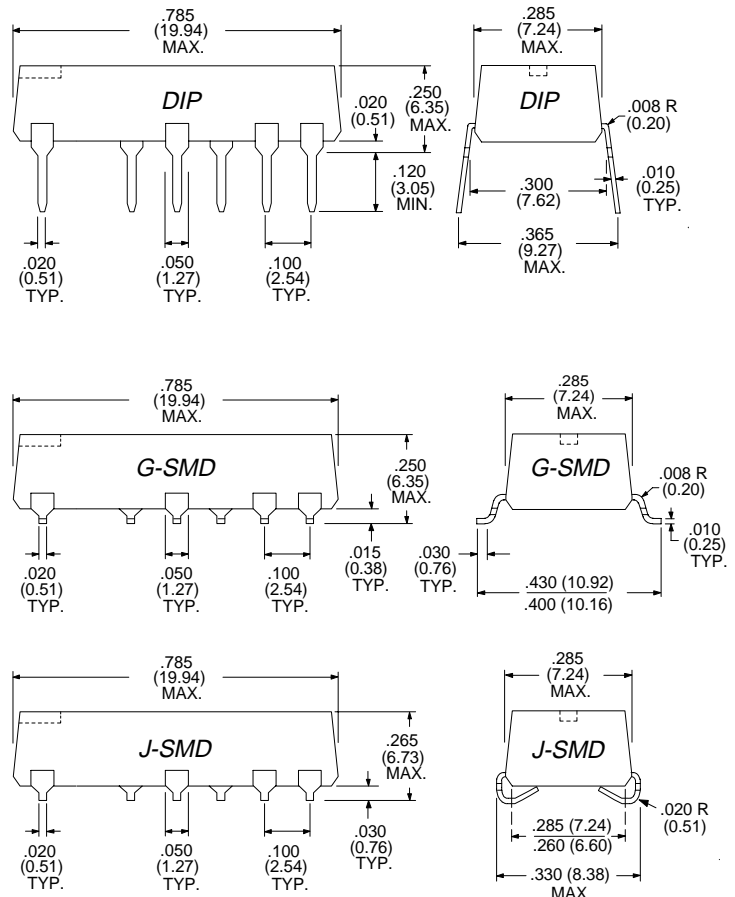 .785
(19.94)
MAX.
.285
(7.24)
MAX.
DIP
.020
(0.51)
.250
(6.35)
MAX.
.120
(3.05)
MIN.
DIP
.008 R
(0.20)
.300
(7.62)
.010
(0.25)
TYP.
.365
(9.27)
MAX.
.020
(0.51)
TYP.
.050
(1.27)
TYP.
.100
(2.54)
TYP.
.785
(19.94)
MAX.
.285
(7.24)
MAX.
G-SMD
.250
(6.35)
MAX.
G-SMD
.008 R
(0.20)
.020
(0.51)
TYP.
.050
(1.27)
TYP.
.100
(2.54)
TYP.
.015
(0.38)
TYP.
.030
(0.76)
TYP.
.010
(0.25)
TYP.
.430 (10.92)
.400 (10.16)
.785
(19.94)
MAX.
.285
(7.24)
MAX.
J-SMD
.265
(6.73)
MAX.
J-SMD
.020 R
(0.51)
.020
(0.51)
TYP.
.050
(1.27)
TYP.
.100
(2.54)
TYP.
.030
(0.76)
TYP.
.285 (7.24)
.260 (6.60)
.330 (8.38)
MAX